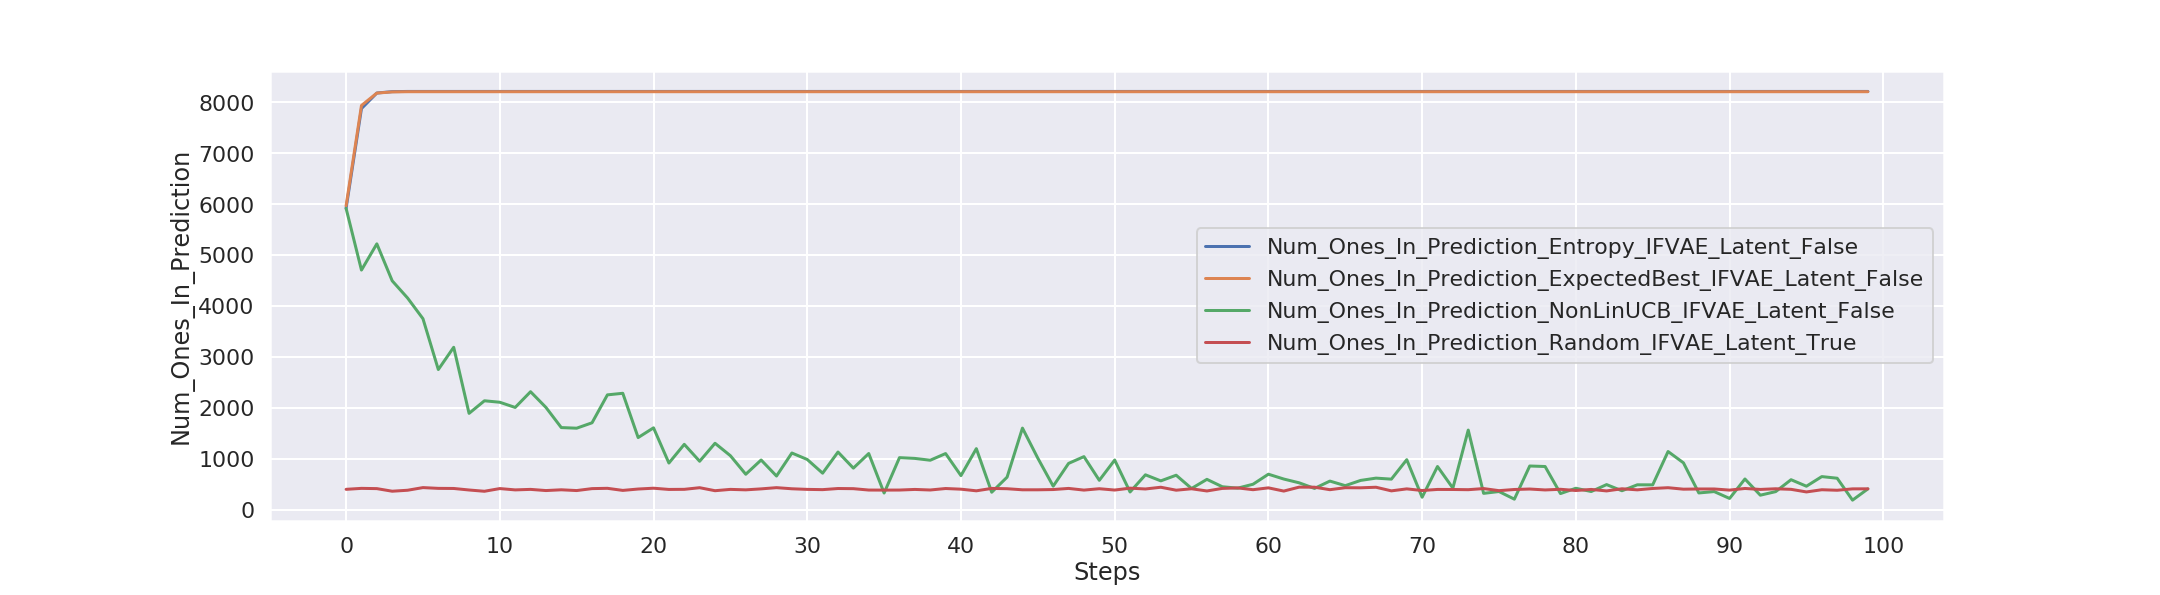 Num_Ones_In_Prediction
8000
7000
6000
5000
4000
3000
2000
1000
0
Num_Ones_In_Prediction_Entropy_IFVAE_Latent_False
Num_Ones_In_Prediction_ExpectedBest_IFVAE_Latent_False
Num_Ones_In_Prediction_NonLinUCB_IFVAE_Latent_False
Num_Ones_In_Prediction_Random_IFVAE_Latent_True
0 10 20 30 40 50 60 70 80 90 100
Steps